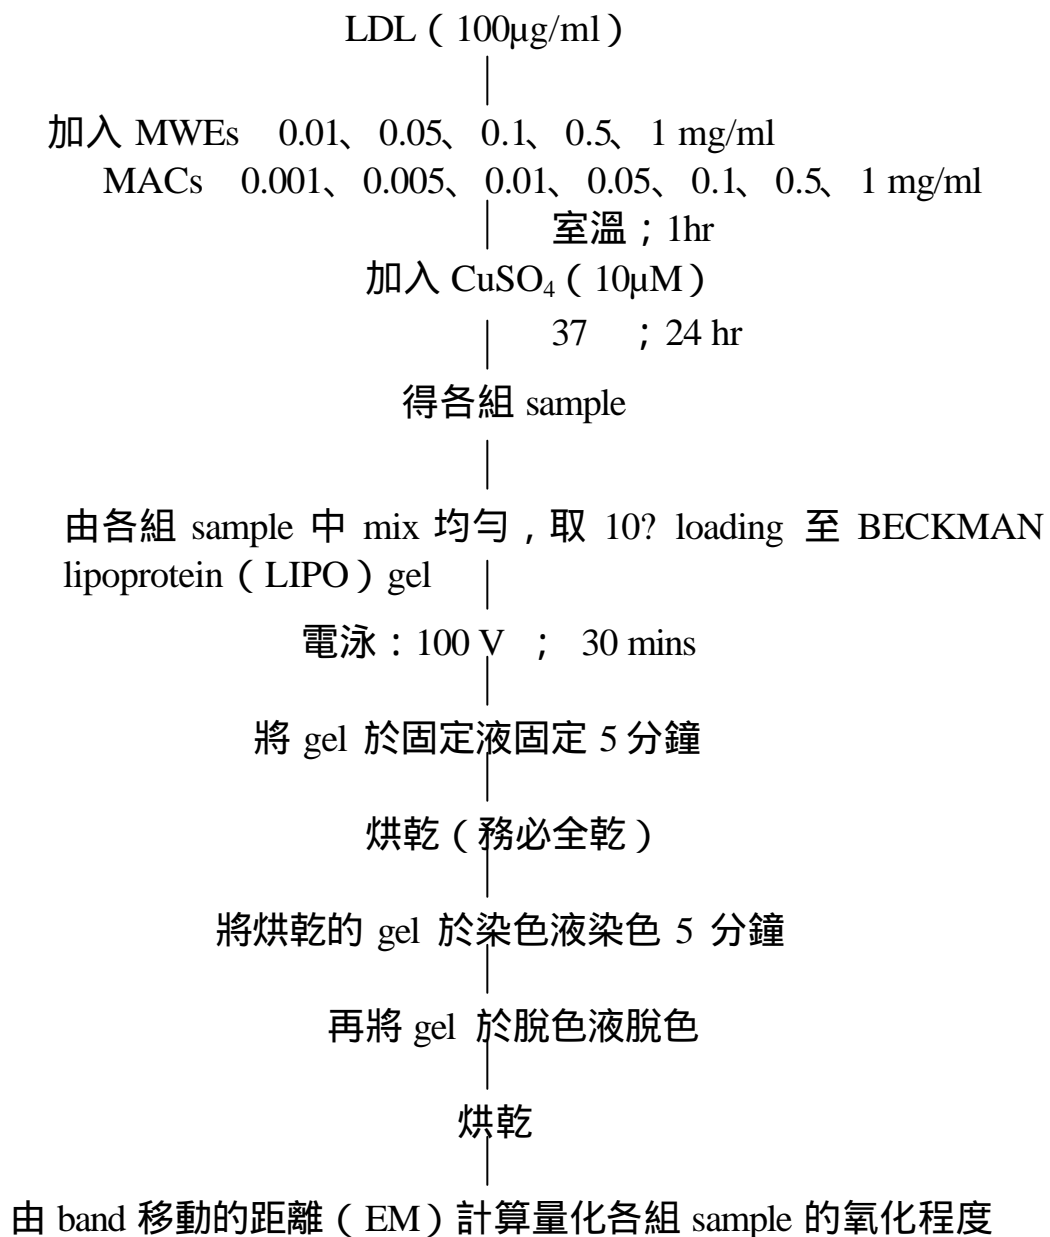 LDL（100μg/ml）
加入 MWEs 0.01、0.05、0.1、0.5、1 mg/ml
MACs 0.001、0.005、0.01、0.05、0.1、0.5、1 mg/ml
室溫；1hr
加入 CuSO₄（10μM）
37 ；24 hr
得各組 sample
由各組 sample 中 mix 均勻，取 10? loading 至 BECKMAN
lipoprotein（LIPO）gel
電泳：100 V ； 30 mins
將 gel 於固定液固定 5 分鐘
烘乾（務必全乾）
將烘乾的 gel 於染色液染色 5 分鐘
再將 gel 於脫色液脫色
烘乾
由 band 移動的距離（EM）計算量化各組 sample 的氧化程度